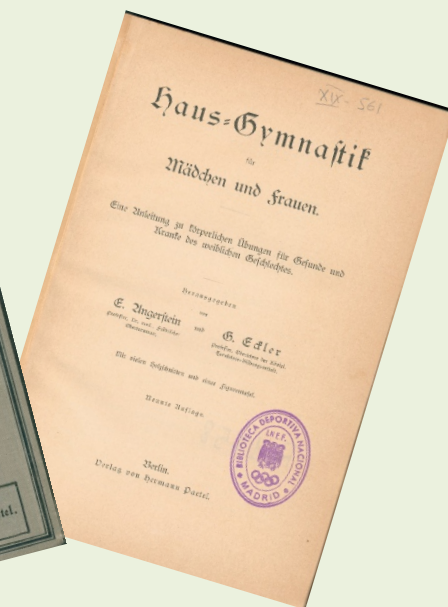 XIX - 561
Haus-Gymnastik
für
Mädchen und Frauen.
Eine Anleitung zu körperlichen Übungen für Gesunde und
Kranke des weiblichen Geschlechtes.
Herausgegeben
von
E. Angerstein
und
G. Eckler
Mit vielen Holzschnitten und einer Figurentafel.
Neunte Auflage.
Berlin.
Verlag von Hermann Paetel.
BIBLIOTECA DEPORTIVA NACIONAL
I.N.E.F.
MADRID
tel.